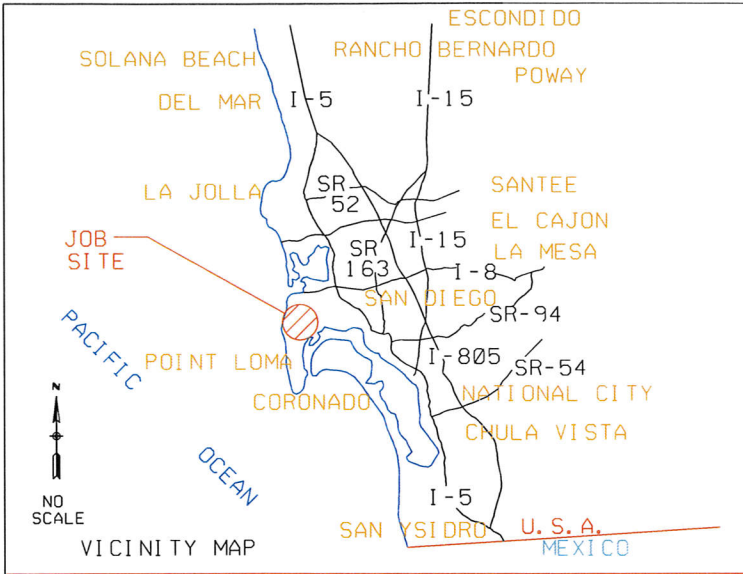 ESCONDIDO
SOLANA BEACH
RANCHO BERNARDO
POWAY
DEL MAR
I-5
I-15
LA JOLLA
SR
52
SANTEE
EL CAJON
JOB
SITE
SR
163
I-15
LA MESA
I-8
SAN DIEGO
SR-94
PACIFIC
POINT LOMA
I-805
SR-54
CORONADO
NATIONAL CITY
CHULA VISTA
N
OCEAN
NO
SCALE
I-5
SAN YSIDRO
U.S.A.
MEXICO
VICINITY MAP